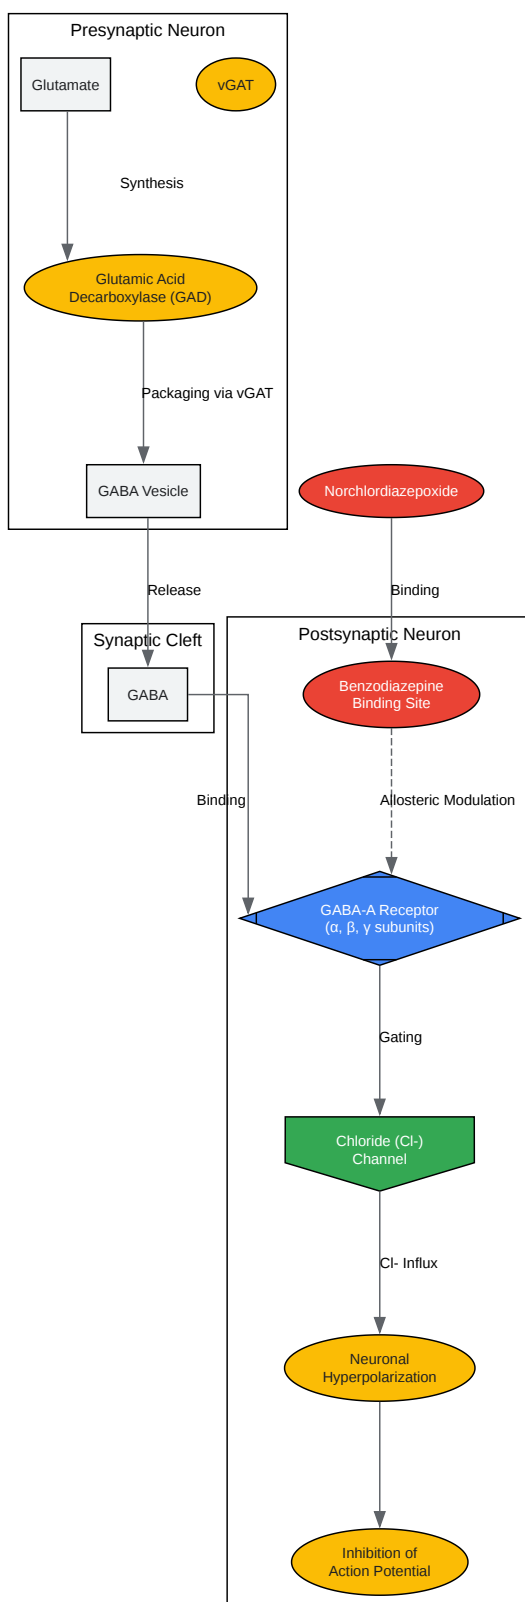 Presynaptic Neuron
Glutamate
vGAT
Synthesis
Glutamic Acid
Decarboxylase (GAD)
Packaging via vGAT
GABA Vesicle
Norchlordiazepoxide
Release
Binding
Synaptic Cleft
Postsynaptic Neuron
GABA
Benzodiazepine
Binding Site
Binding
Allosteric Modulation
GABA-A Receptor
(α, β, γ subunits)
Gating
Chloride (Cl-)
Channel
Cl- Influx
Neuronal
Hyperpolarization
Inhibition of
Action Potential